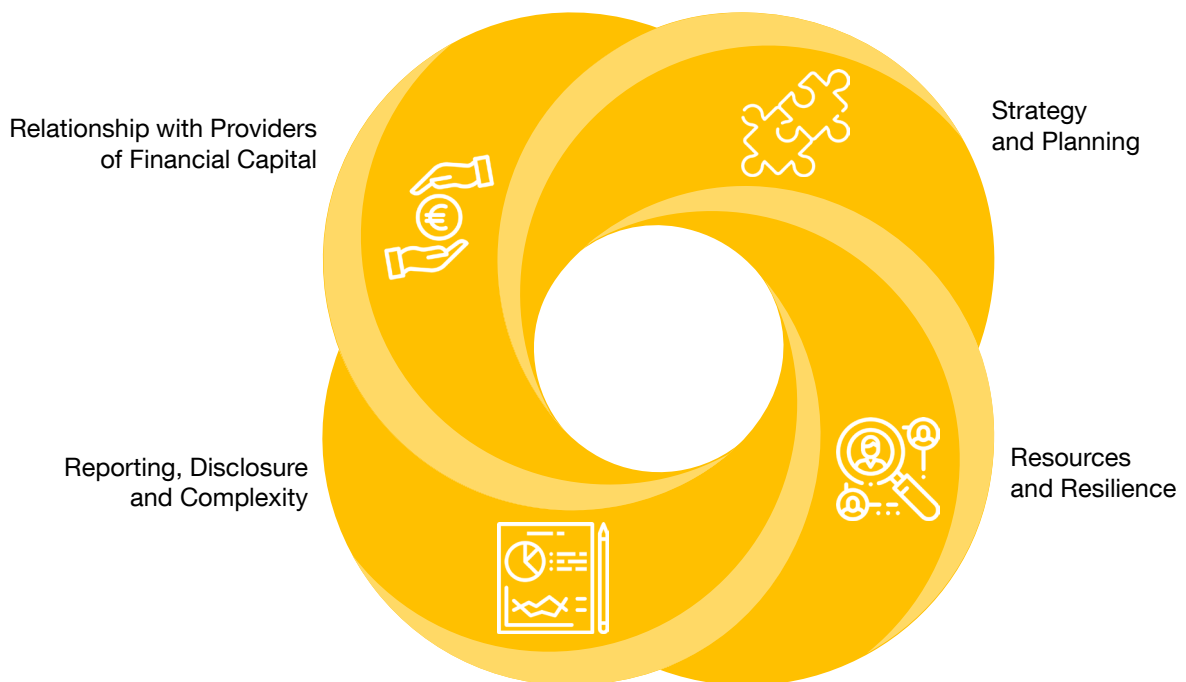 Relationship with Providers
of Financial Capital
Strategy
and Planning
€
Reporting, Disclosure
and Complexity
Resources
and Resilience